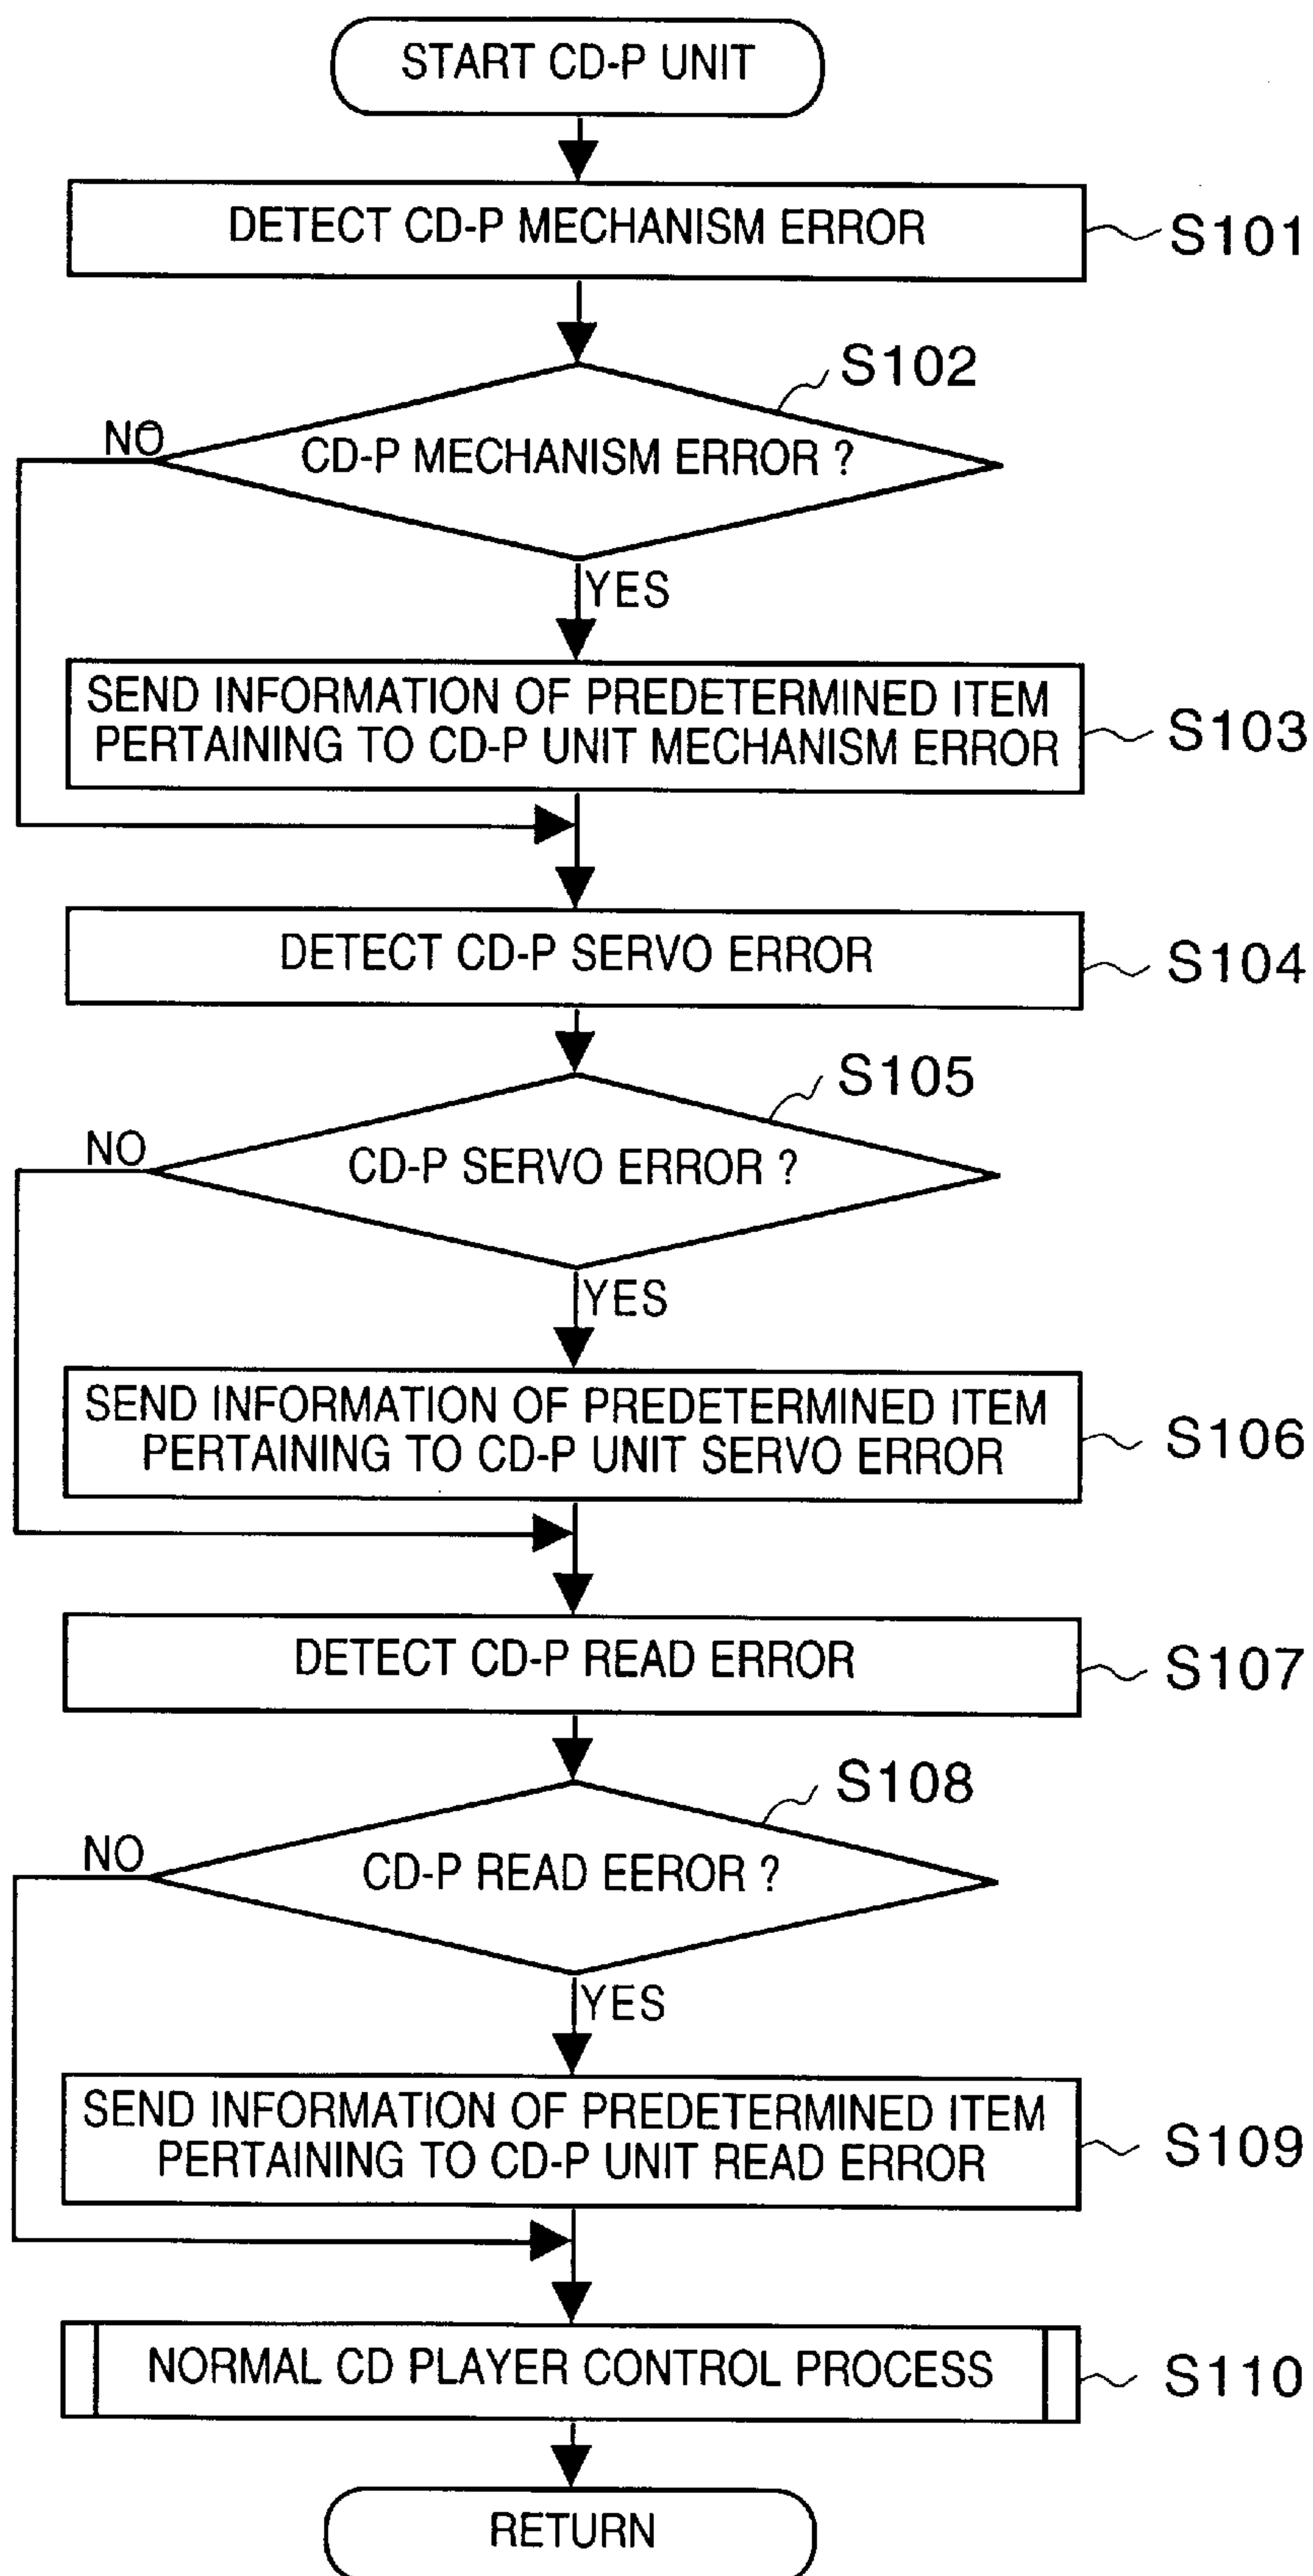 START CD-P UNIT
DETECT CD-P MECHANISM ERROR
S101
S102
NO
CD-P MECHANISM ERROR ?
YES
SEND INFORMATION OF PREDETERMINED ITEM
PERTAINING TO CD-P UNIT MECHANISM ERROR
S103
DETECT CD-P SERVO ERROR
S104
S105
NO
CD-P SERVO ERROR ?
YES
SEND INFORMATION OF PREDETERMINED ITEM
PERTAINING TO CD-P UNIT SERVO ERROR
S106
DETECT CD-P READ ERROR
S107
S108
NO
CD-P READ EEROR ?
YES
SEND INFORMATION OF PREDETERMINED ITEM
PERTAINING TO CD-P UNIT READ ERROR
S109
NORMAL CD PLAYER CONTROL PROCESS
S110
RETURN